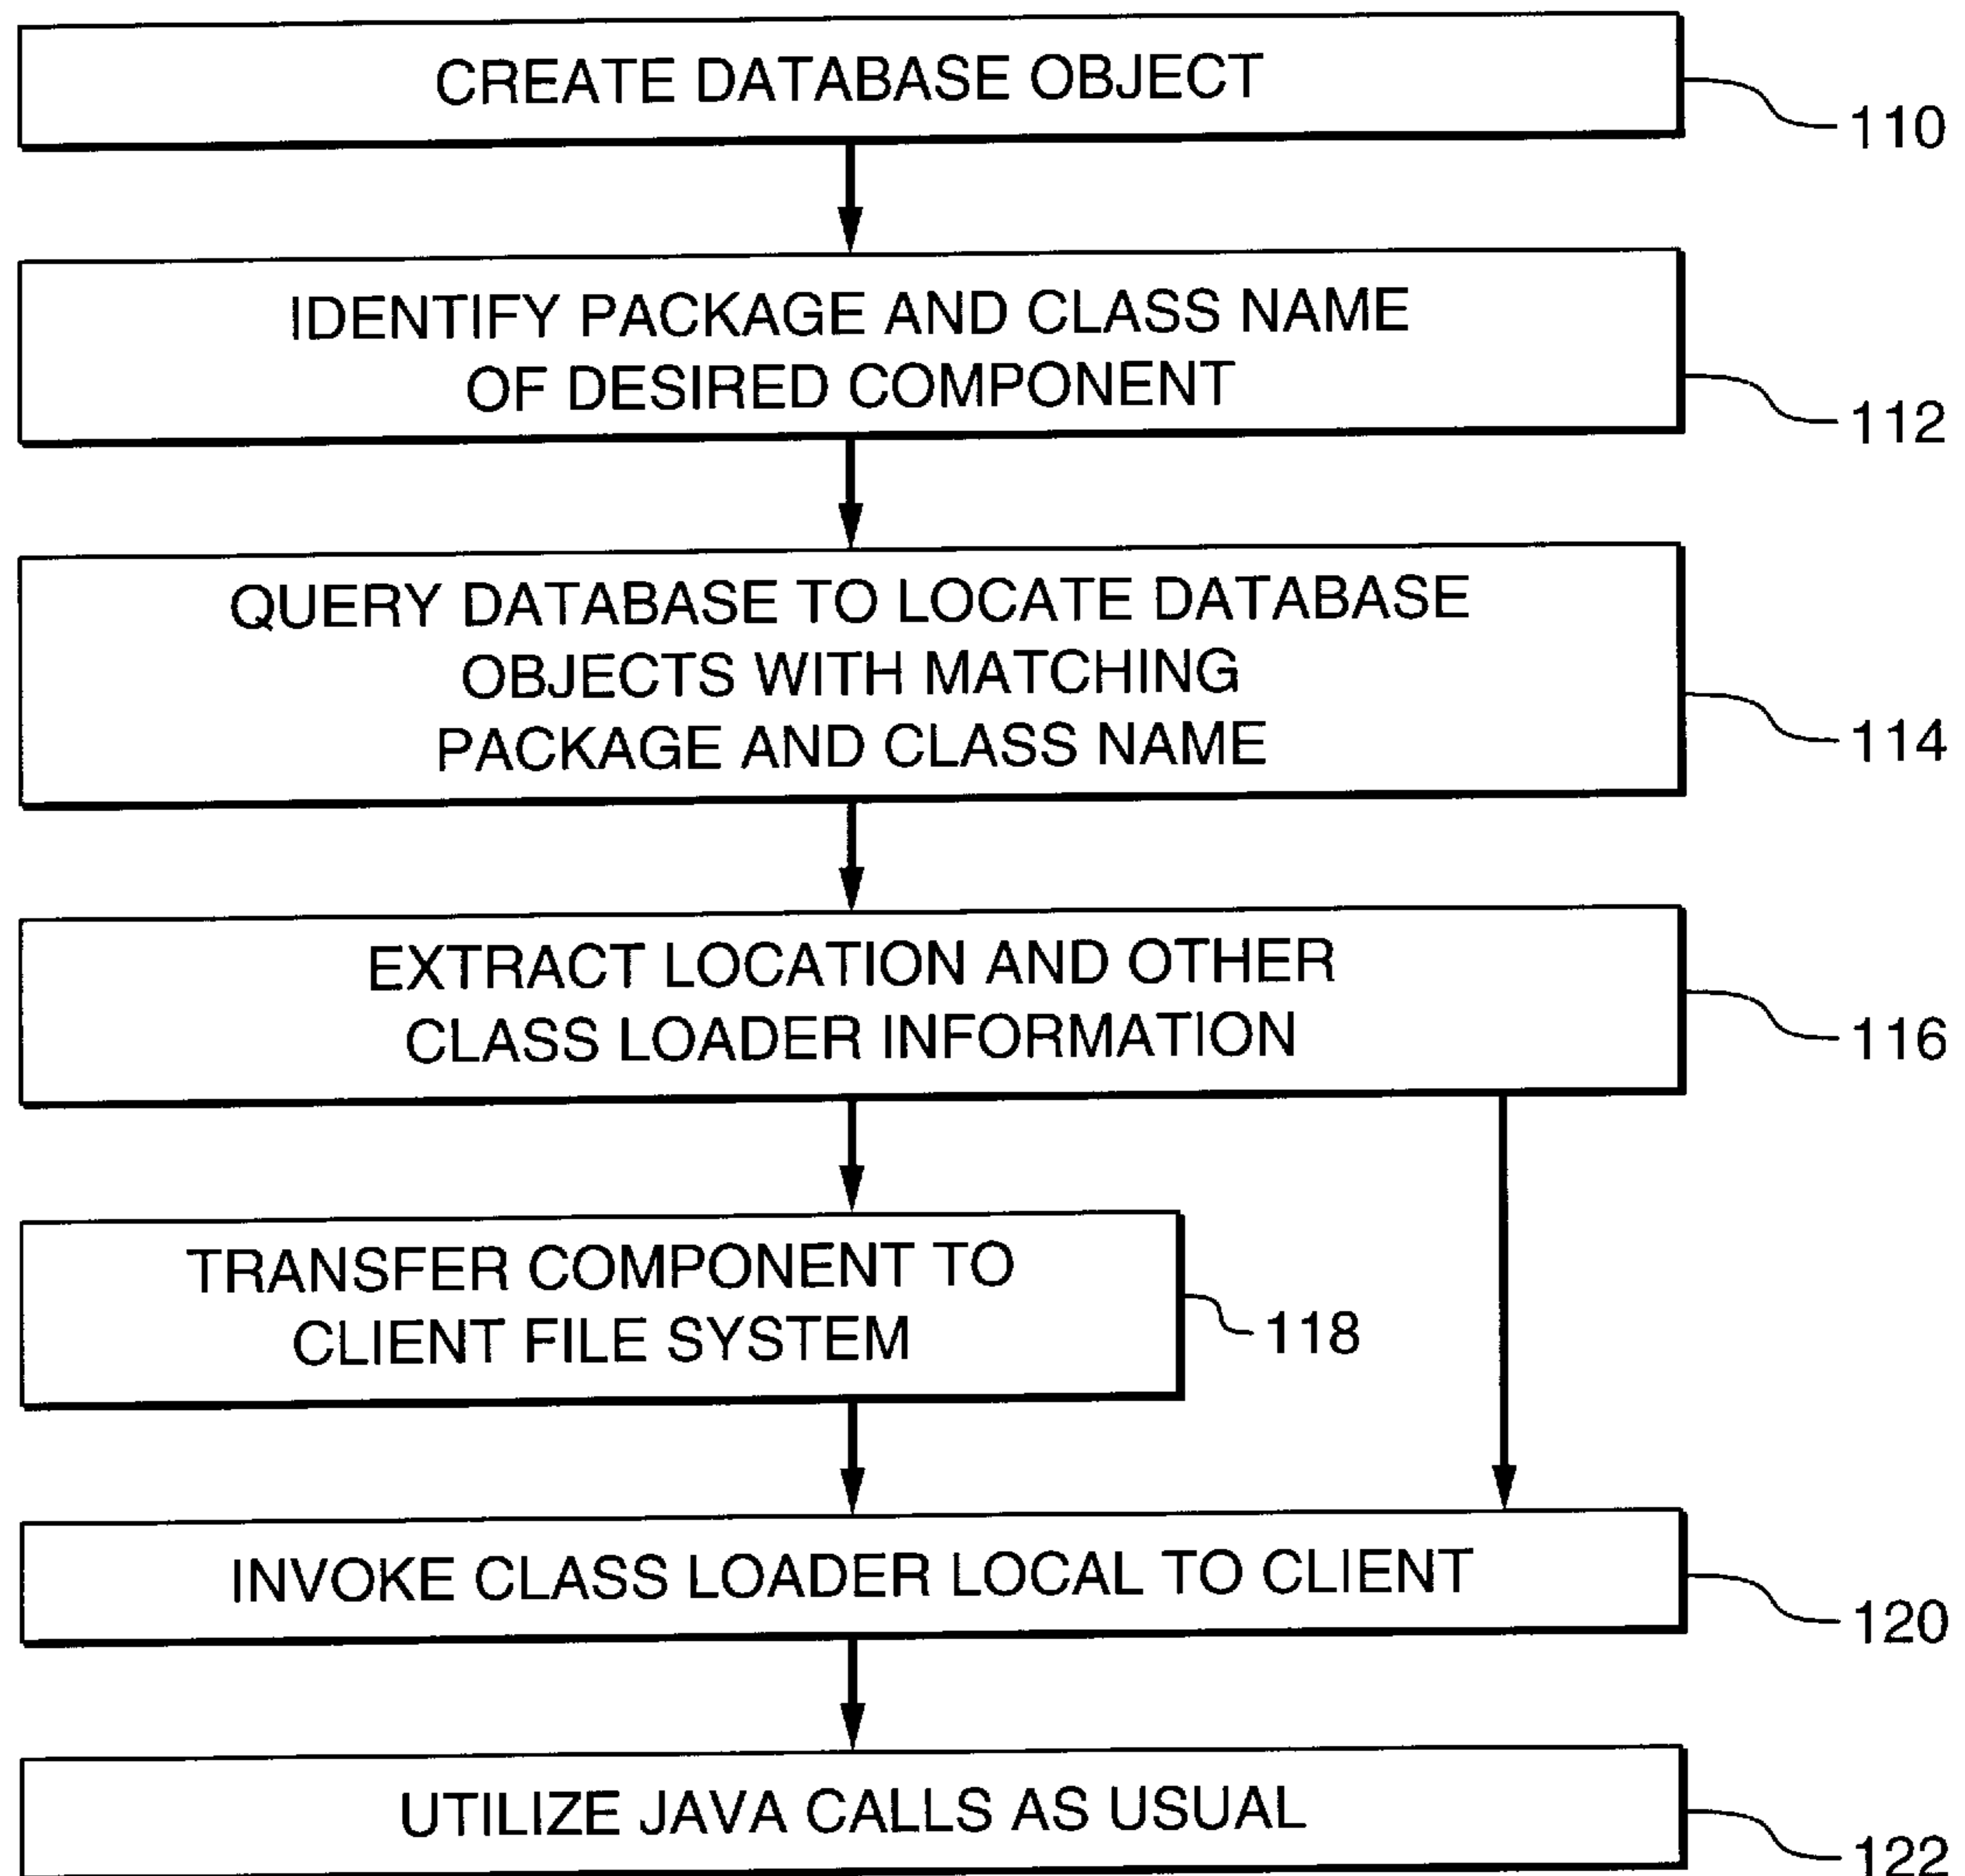 CREATE DATABASE OBJECT
110
IDENTIFY PACKAGE AND CLASS NAME
OF DESIRED COMPONENT
112
QUERY DATABASE TO LOCATE DATABASE
OBJECTS WITH MATCHING
PACKAGE AND CLASS NAME
114
EXTRACT LOCATION AND OTHER
CLASS LOADER INFORMATION
116
TRANSFER COMPONENT TO
CLIENT FILE SYSTEM
118
INVOKE CLASS LOADER LOCAL TO CLIENT
120
UTILIZE JAVA CALLS AS USUAL
122